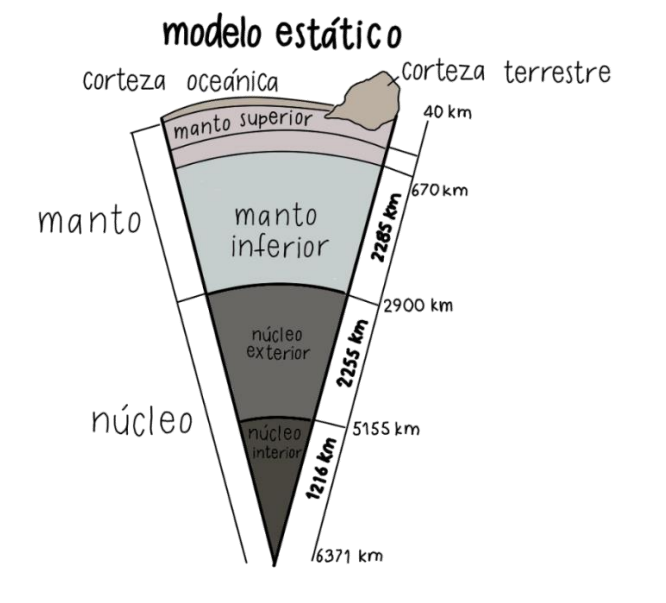 modelo estático
corteza oceánica
corteza terrestre
manto superior
40 km
670 km
manto
manto
inferior
2285 km
2900 km
núcleo
exterior
2255 km
núcleo
núcleo
interior
5155 km
1216 km
6371 km